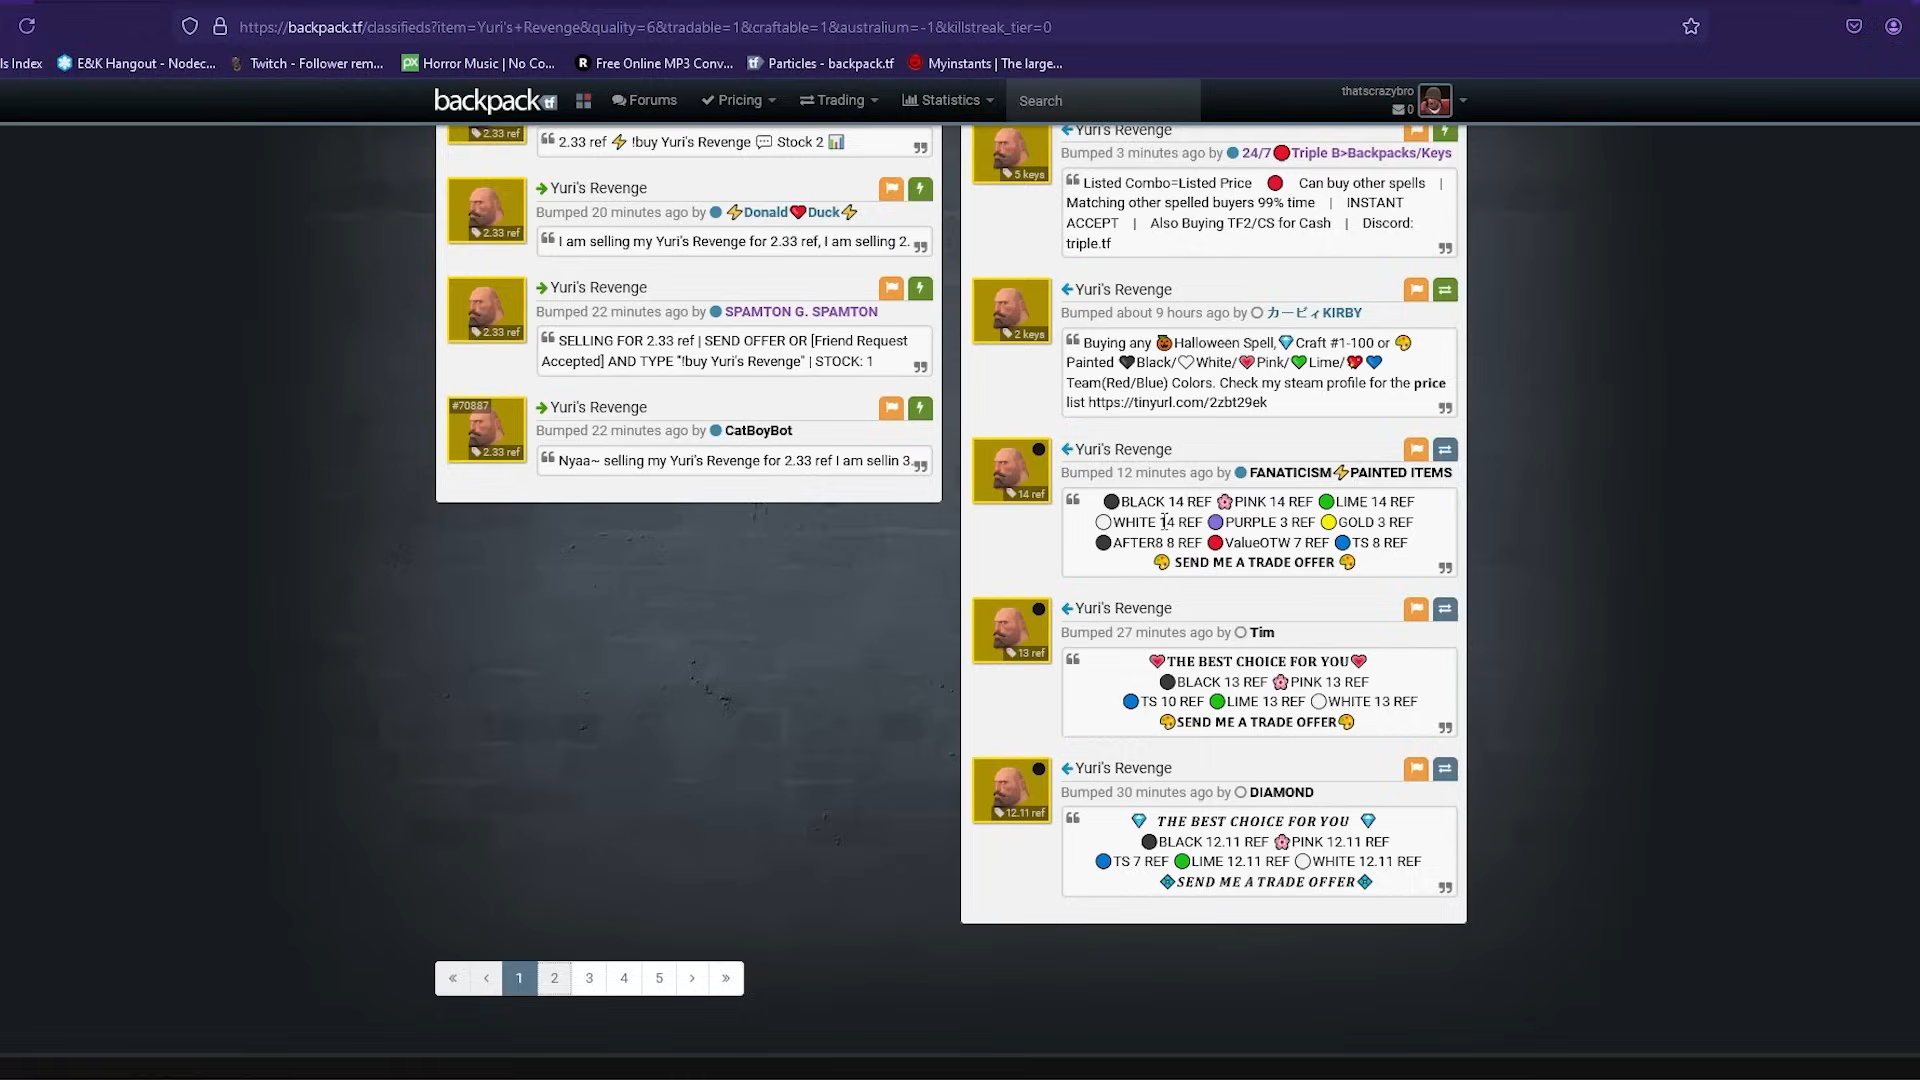 https://backpack.tf/classifieds?item=Yuri's+Revenge&quality=6&tradable=1&craftable=1&australium=-1&killstreak_tier=0
ls Index E&K Hangout - Nodec... Twitch - Follower rem... Horror Music | No Co... Free Online MP3 Conv... Particles - backpack.tf Myinstants | The large...
backpack tf Forums Pricing Trading Statistics Search thatscrazybro 0
2.33 ref
2.33 ref ⚡ !buy Yuri's Revenge 💬 Stock 2 📊
Yuri's Revenge
Bumped 20 minutes ago by ⚡Donald❤Duck⚡
I am selling my Yuri's Revenge for 2.33 ref, I am selling 2.
2.33 ref
Yuri's Revenge
Bumped 22 minutes ago by SPAMTON G. SPAMTON
SELLING FOR 2.33 ref | SEND OFFER OR [Friend Request
Accepted] AND TYPE "!buy Yuri's Revenge" | STOCK: 1
2.33 ref
#70887
Yuri's Revenge
Bumped 22 minutes ago by CatBoyBot
Nyaa~ selling my Yuri's Revenge for 2.33 ref I am sellin 3.
2.33 ref
Yuri's Revenge
Bumped 3 minutes ago by 24/7🔴Triple B>Backpacks/Keys
5 keys
Listed Combo=Listed Price 🔴 Can buy other spells |
Matching other spelled buyers 99% time | INSTANT
ACCEPT | Also Buying TF2/CS for Cash | Discord:
triple.tf
Yuri's Revenge
Bumped about 9 hours ago by カービィKIRBY
2 keys
Buying any 🎃Halloween Spell, 💎Craft #1-100 or 🎨
Painted 🖤Black/🤍White/💗Pink/💚Lime/💔💙
Team(Red/Blue) Colors. Check my steam profile for the price
list https://tinyurl.com/2zbt29ek
Yuri's Revenge
Bumped 12 minutes ago by FANATICISM⚡PAINTED ITEMS
14 ref
⚫BLACK 14 REF 🌸PINK 14 REF 🟢LIME 14 REF
⚪WHITE 14 REF 🟣PURPLE 3 REF 🟡GOLD 3 REF
⚫AFTER8 8 REF 🔴ValueOTW 7 REF 🔵TS 8 REF
🎨 SEND ME A TRADE OFFER 🎨
Yuri's Revenge
Bumped 27 minutes ago by Tim
13 ref
💗THE BEST CHOICE FOR YOU💗
⚫BLACK 13 REF 🌸PINK 13 REF
🔵TS 10 REF 🟢LIME 13 REF ⚪WHITE 13 REF
🎨SEND ME A TRADE OFFER🎨
Yuri's Revenge
Bumped 30 minutes ago by DIAMOND
12.11 ref
💎 THE BEST CHOICE FOR YOU 💎
⚫BLACK 12.11 REF 🌸PINK 12.11 REF
🔵TS 7 REF 🟢LIME 12.11 REF ⚪WHITE 12.11 REF
💠SEND ME A TRADE OFFER💠
« ‹ 1 2 3 4 5 › »